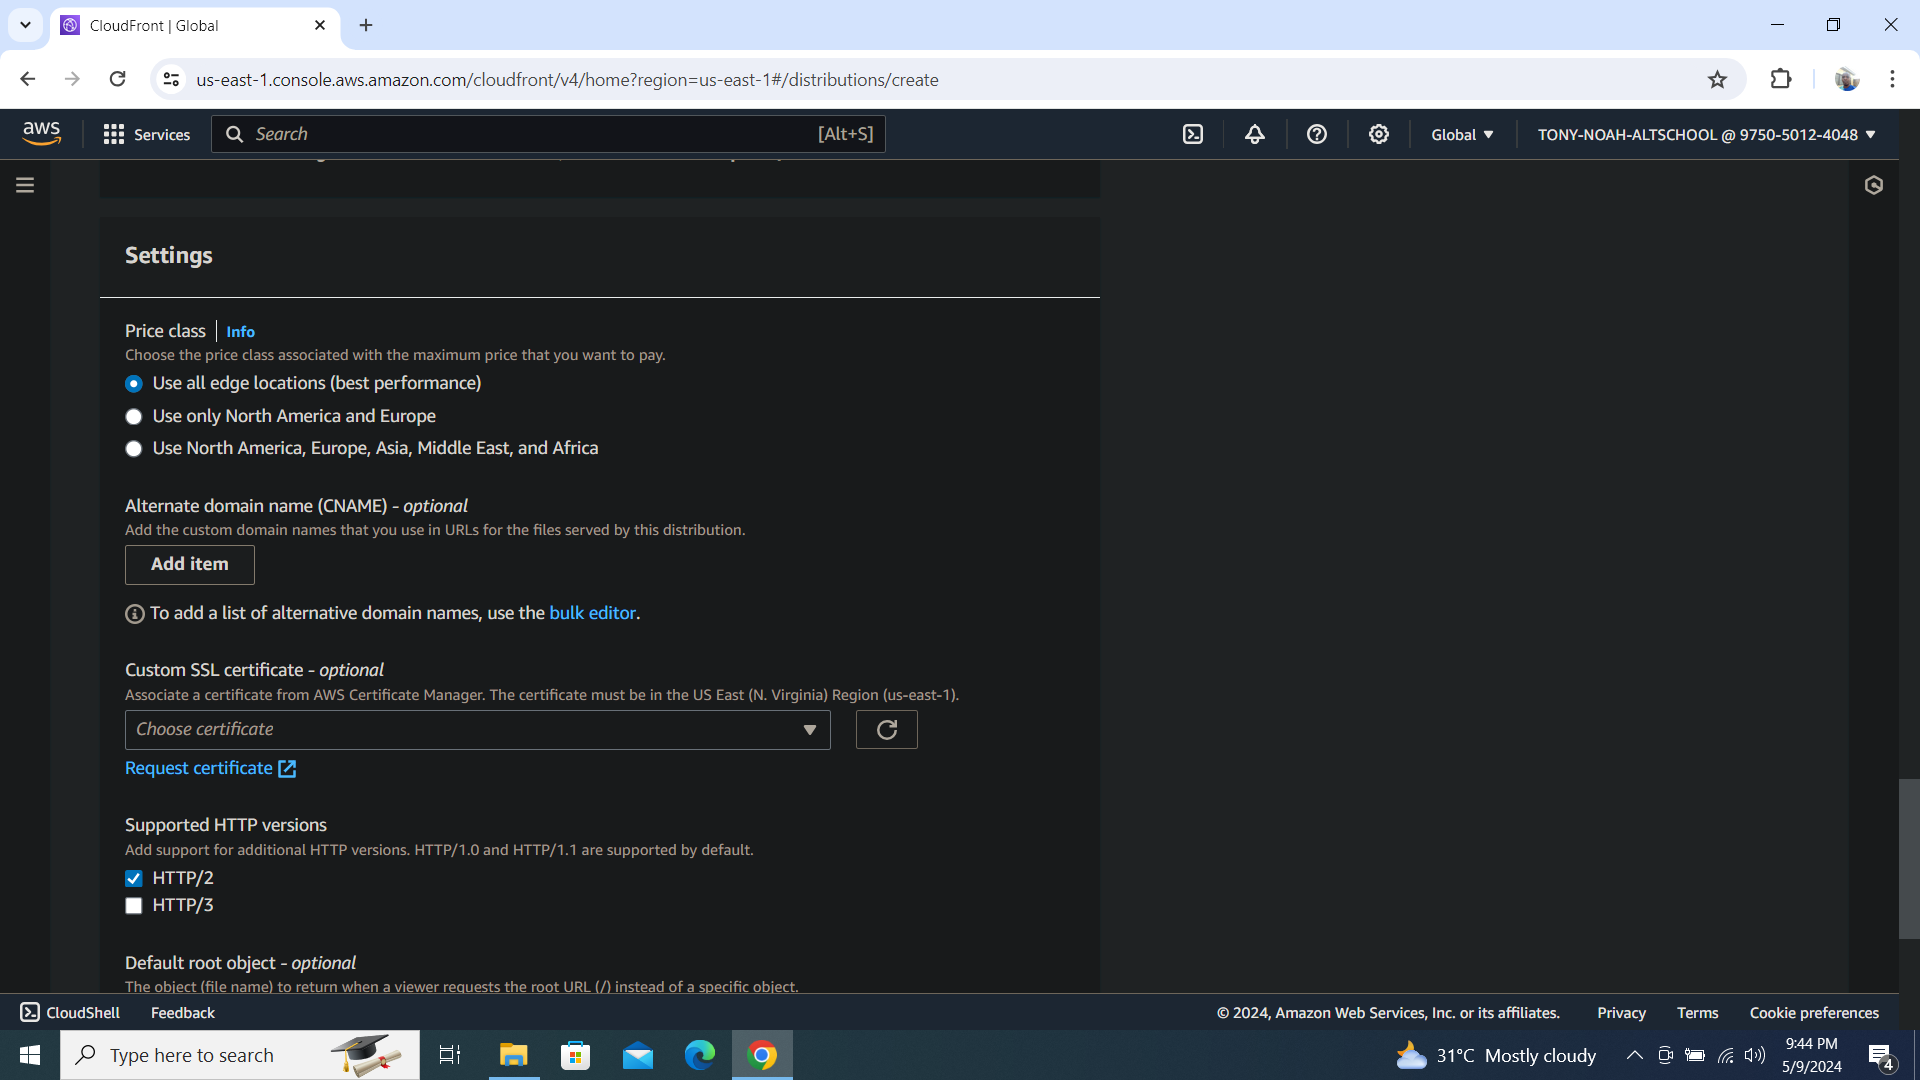 CloudFront | Global
us-east-1.console.aws.amazon.com/cloudfront/v4/home?region=us-east-1#/distributions/create
aws
Services
Search
[Alt+S]
Global
TONY-NOAH-ALTSCHOOL @ 9750-5012-4048
Settings
Price class
Info
Choose the price class associated with the maximum price that you want to pay.
Use all edge locations (best performance)
Use only North America and Europe
Use North America, Europe, Asia, Middle East, and Africa
Alternate domain name (CNAME) - optional
Add the custom domain names that you use in URLs for the files served by this distribution.
Add item
To add a list of alternative domain names, use the bulk editor.
Custom SSL certificate - optional
Associate a certificate from AWS Certificate Manager. The certificate must be in the US East (N. Virginia) Region (us-east-1).
Choose certificate
Request certificate
Supported HTTP versions
Add support for additional HTTP versions. HTTP/1.0 and HTTP/1.1 are supported by default.
HTTP/2
HTTP/3
Default root object - optional
The object (file name) to return when a viewer requests the root URL (/) instead of a specific object.
CloudShell
Feedback
© 2024, Amazon Web Services, Inc. or its affiliates.
Privacy
Terms
Cookie preferences
Type here to search
31°C Mostly cloudy
9:44 PM
5/9/2024
4